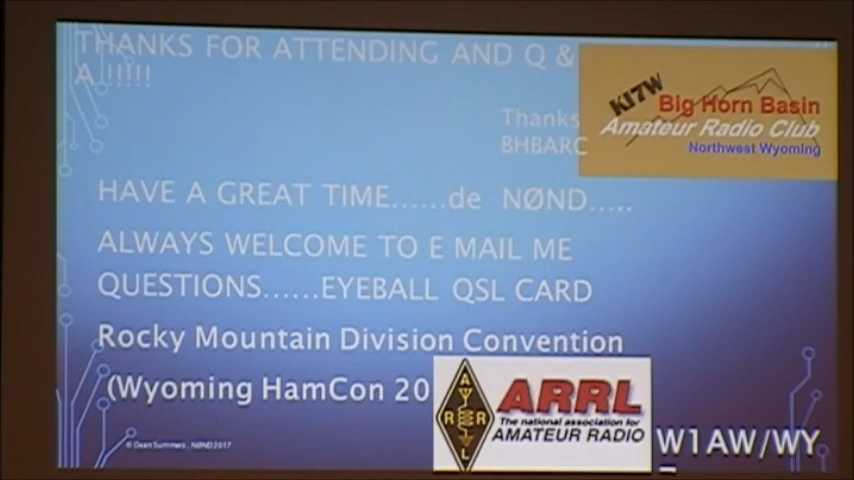 THANKS FOR ATTENDING AND Q &
A !!!!!
KI7W
Big Horn Basin
Amateur Radio Club
Northwest Wyoming
Thanks
BHBARC
HAVE A GREAT TIME......de NØND.....
ALWAYS WELCOME TO E MAIL ME
QUESTIONS......EYEBALL QSL CARD
Rocky Mountain Division Convention
(Wyoming HamCon 20
A
R R
L
ARRL
The national association for
AMATEUR RADIO
W1AW/WY
© Dean Summers , NØND2017